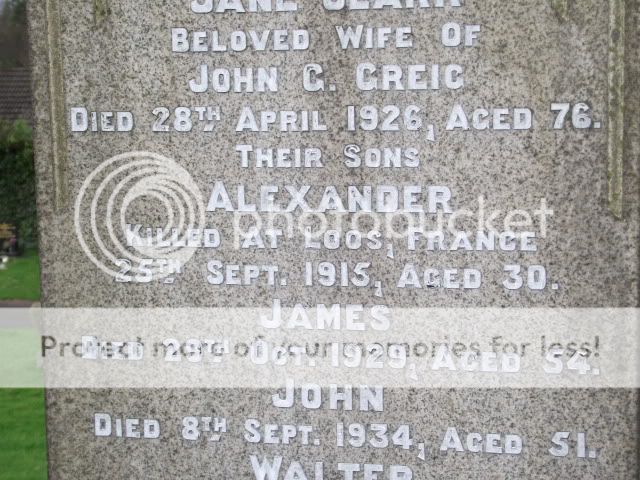 JANE CLARK
BELOVED WIFE OF
JOHN G. GREIG
DIED 28TH APRIL 1926, AGED 76.
THEIR SONS
ALEXANDER
photobucket
KILLED AT LOOS, FRANCE
25TH SEPT. 1915, AGED 30.
JAMES
Protect more of your memories for less!
DIED 28TH OCT. 1929, AGED 54.
JOHN
DIED 8TH SEPT. 1934, AGED 51.
WALTER